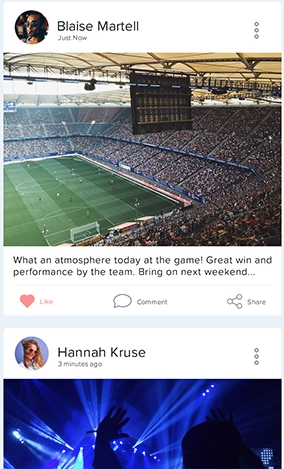 Blaise Martell
Just Now
What an atmosphere today at the game! Great win and
performance by the team. Bring on next weekend...
Like
Comment
Share
Hannah Kruse
3 minutes ago